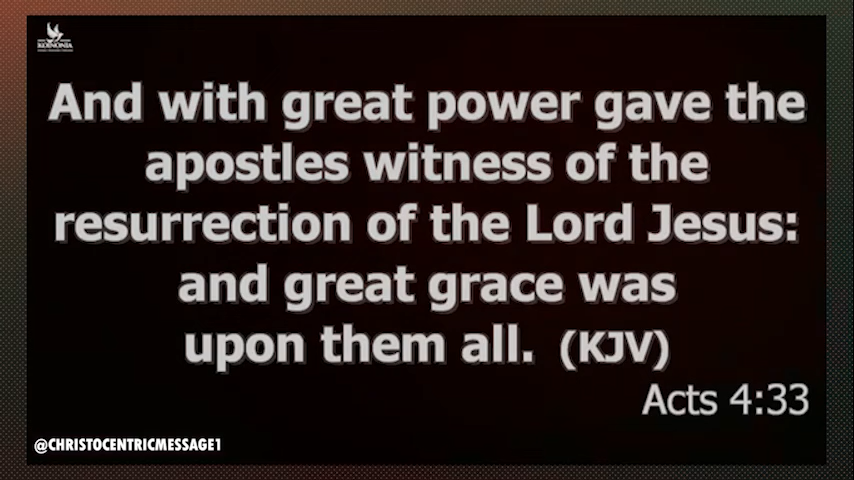 KOINONIA
And with great power gave the
apostles witness of the
resurrection of the Lord Jesus:
and great grace was
upon them all. (KJV)
Acts 4:33
@CHRISTOCENTRICMESSAGE1